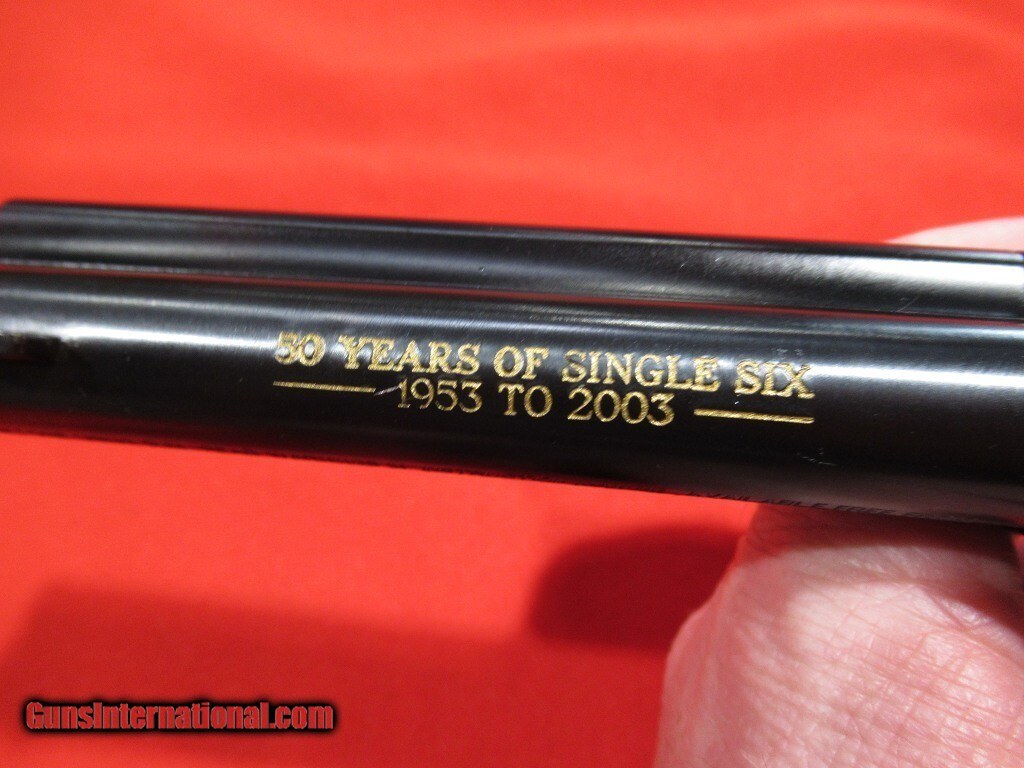 50 YEARS OF SINGLE SIX
1953 TO 2003
GunsInternational.com